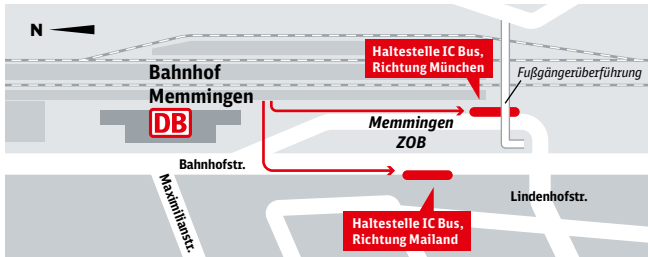 N
Haltestelle IC Bus,
Richtung München
Bahnhof
Memmingen
DB
Fußgängerüberführung
Memmingen
ZOB
Bahnhofstr.
Maximilianstr.
Lindenhofstr.
Haltestelle IC Bus,
Richtung Mailand